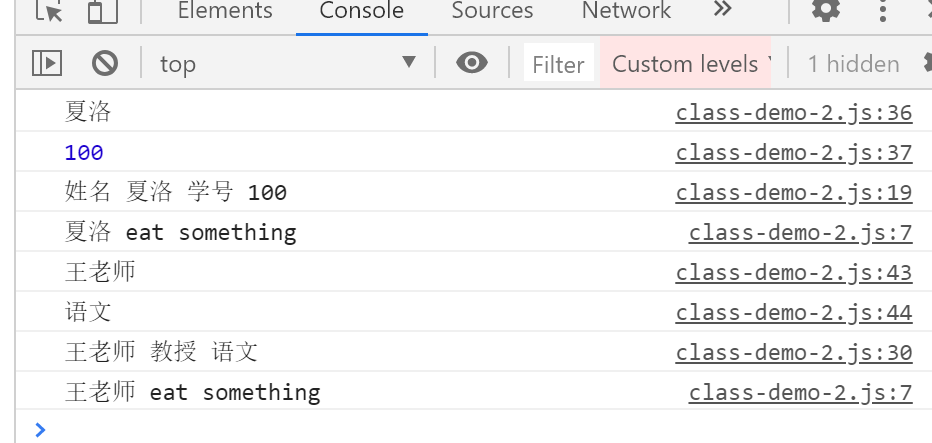 Elements Console Sources Network
top Filter Custom levels 1 hidden
夏洛 class-demo-2.js:36
100 class-demo-2.js:37
姓名 夏洛 学号 100 class-demo-2.js:19
夏洛 eat something class-demo-2.js:7
王老师 class-demo-2.js:43
语文 class-demo-2.js:44
王老师 教授 语文 class-demo-2.js:30
王老师 eat something class-demo-2.js:7